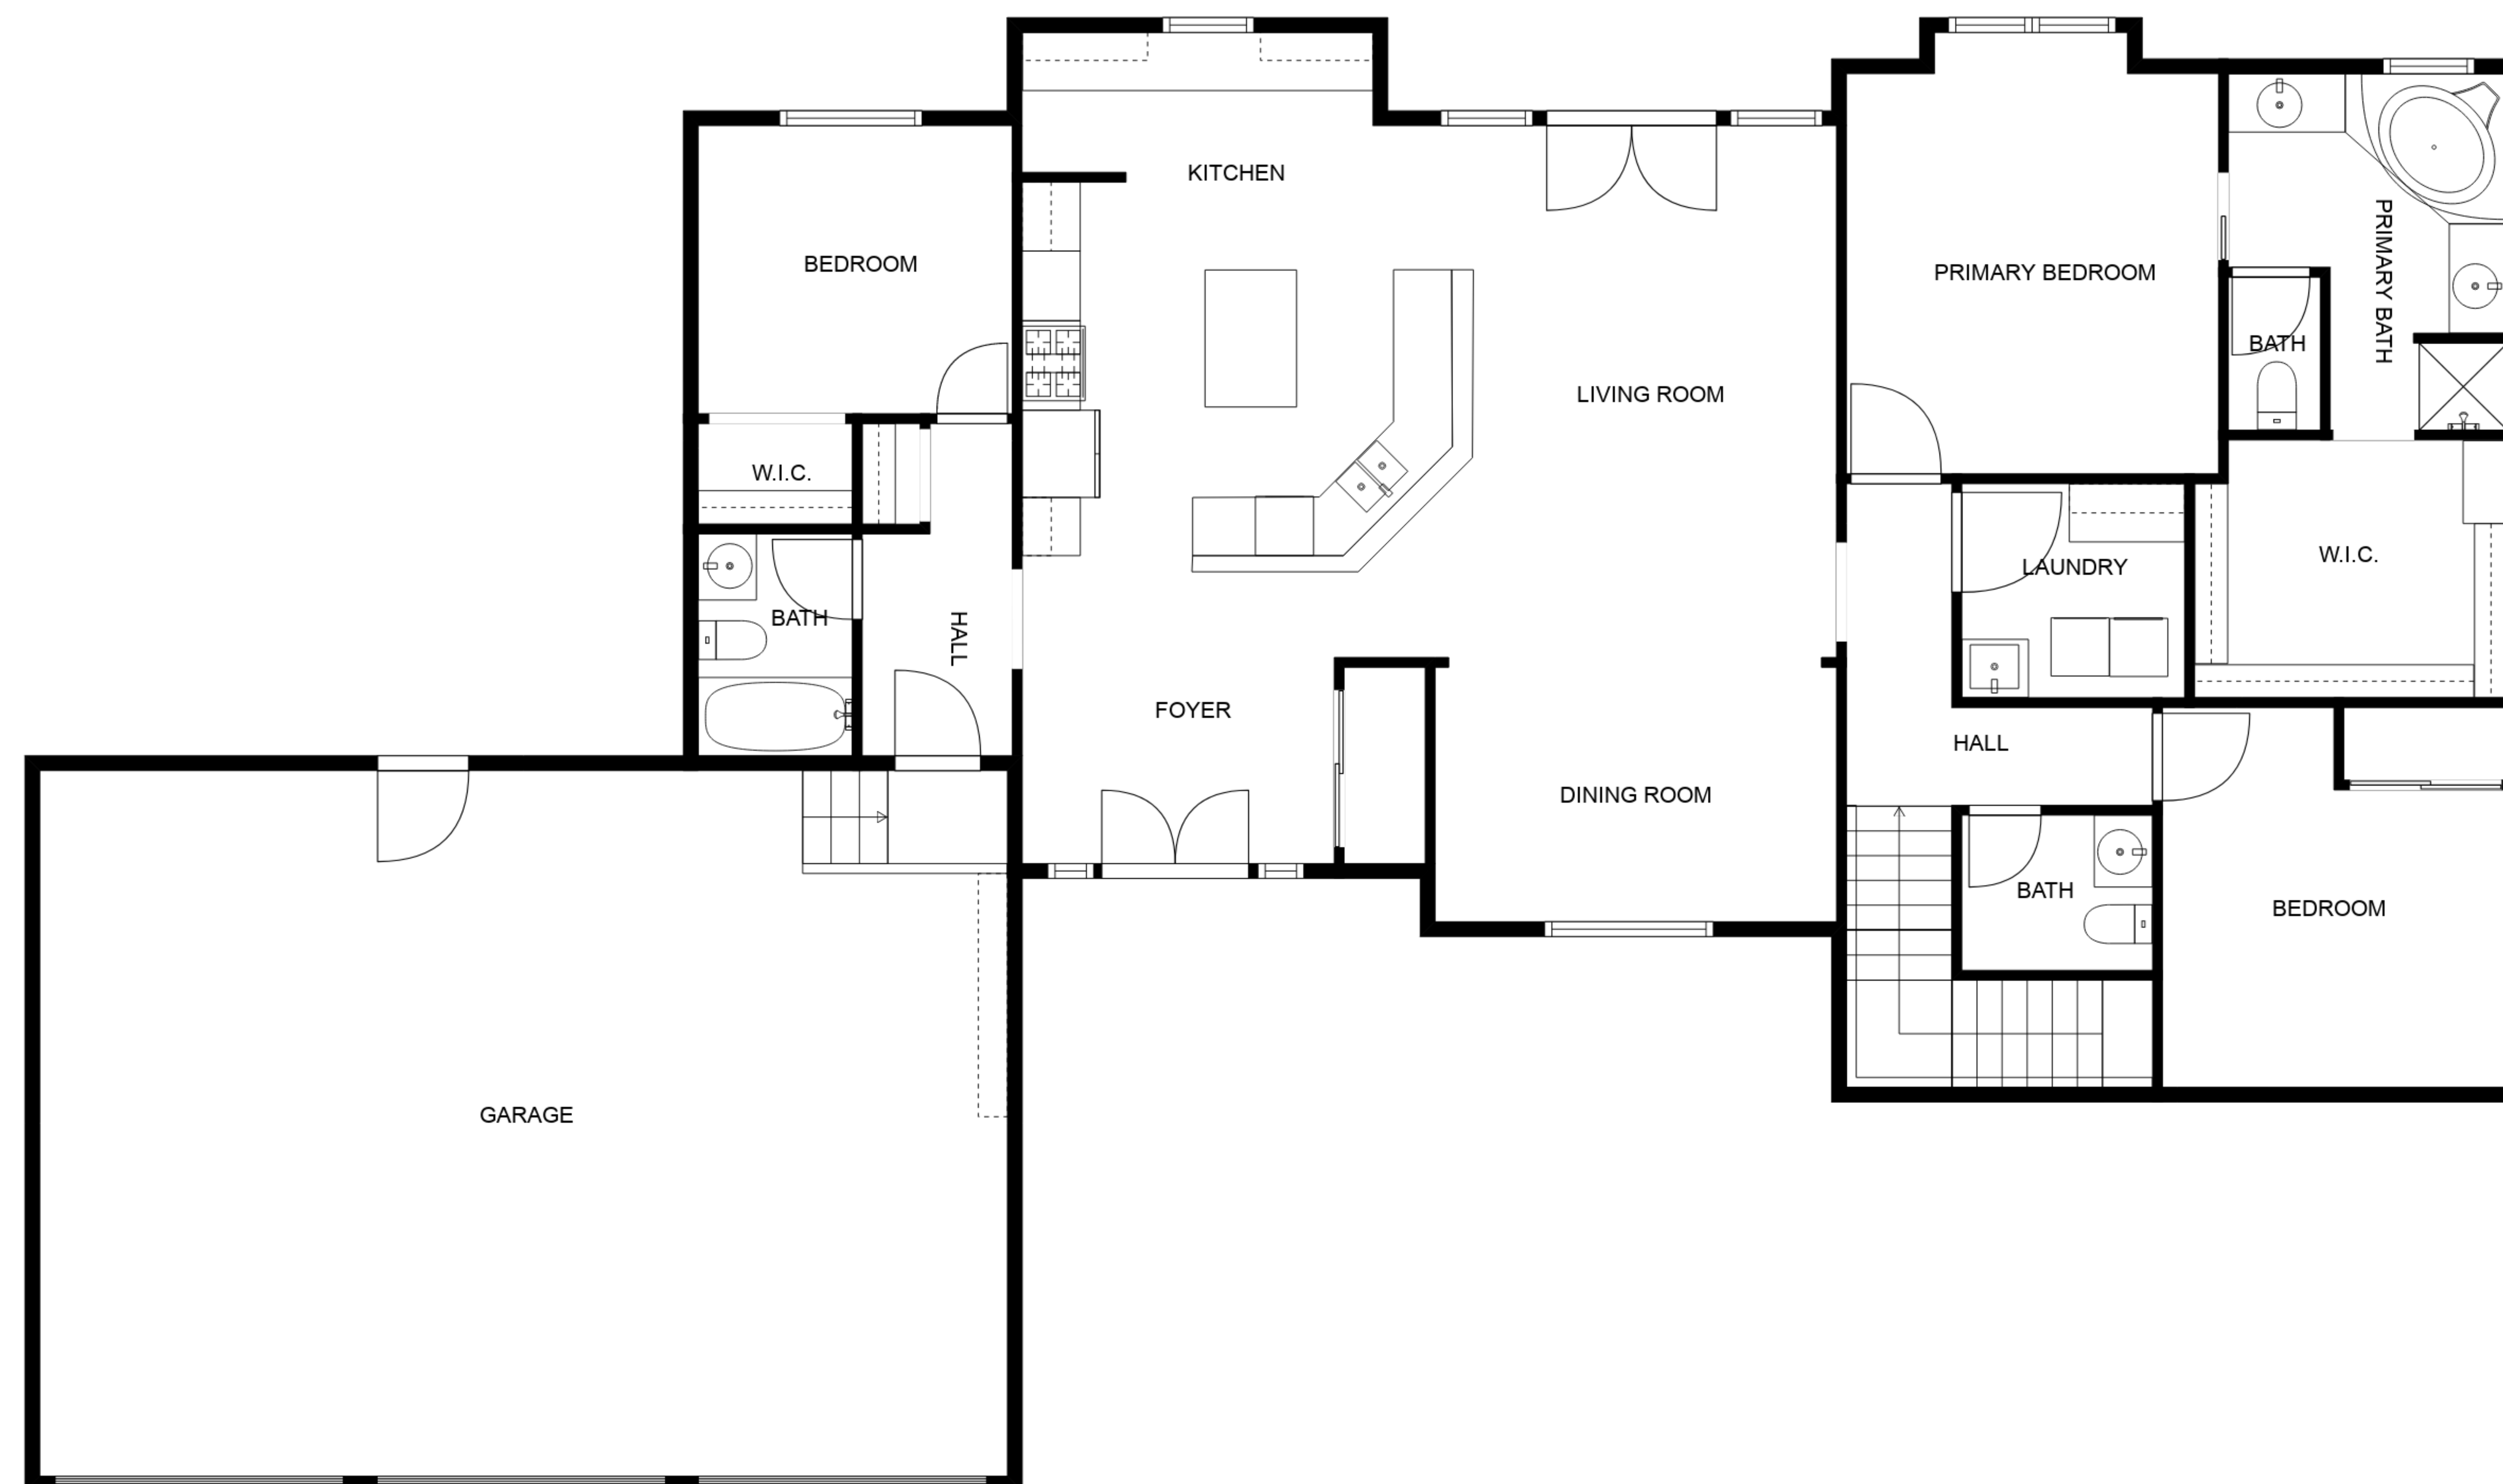 KITCHEN
BEDROOM
PRIMARY BEDROOM
PRIMARY BATH
BATH
LIVING ROOM
W.I.C.
W.I.C.
LAUNDRY
BATH
HALL
FOYER
HALL
DINING ROOM
BATH
BEDROOM
GARAGE